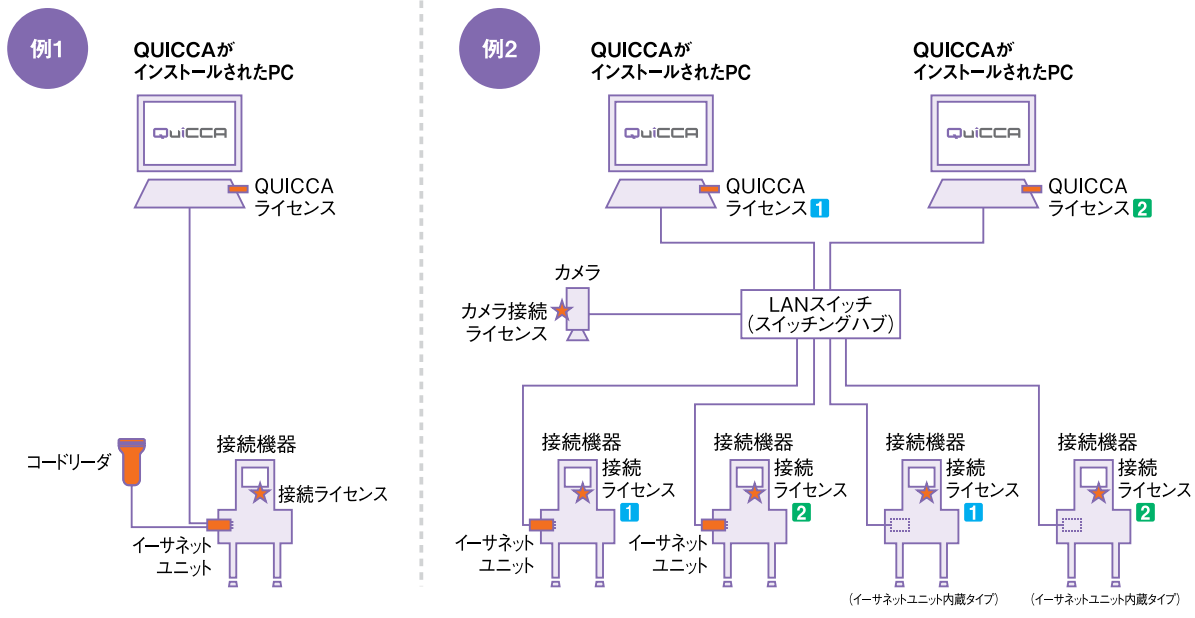 例1
QUICCAが
インストールされたPC
QuiCCA
QUICCA
ライセンス
コードリーダ
接続機器
接続ライセンス
イーサネット
ユニット
例2
QUICCAが
インストールされたPC
QuiCCA
QUICCA
ライセンス1
QUICCAが
インストールされたPC
QuiCCA
QUICCA
ライセンス2
カメラ
カメラ接続
ライセンス
LANスイッチ
(スイッチングハブ)
接続機器
接続
ライセンス
1
イーサネット
ユニット
接続機器
接続
ライセンス
2
イーサネット
ユニット
接続機器
接続
ライセンス
1
(イーサネットユニット内蔵タイプ)
接続機器
接続
ライセンス
2
(イーサネットユニット内蔵タイプ)